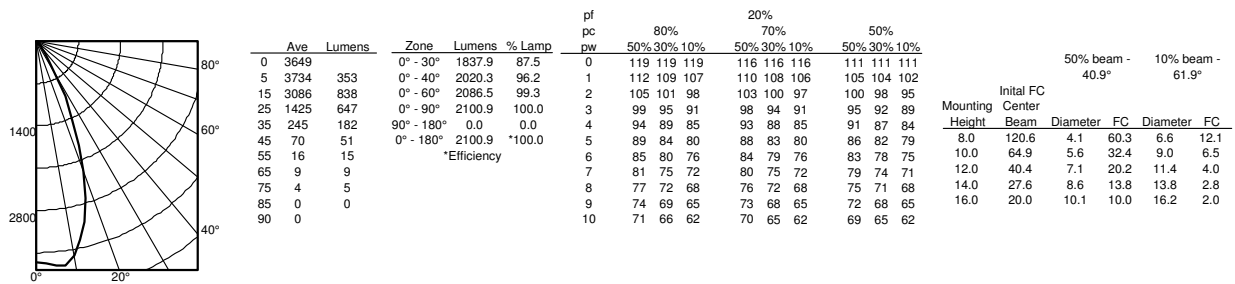 80°
60°
40°
1400
2800
0° 20°
Ave Lumens
0 3649
5 3734 353
15 3086 838
25 1425 647
35 245 182
45 70 51
55 16 15
65 9 9
75 4 5
85 0 0
90 0
Zone Lumens % Lamp
0° - 30° 1837.9 87.5
0° - 40° 2020.3 96.2
0° - 60° 2086.5 99.3
0° - 90° 2100.9 100.0
90° - 180° 0.0 0.0
0° - 180° 2100.9 *100.0
*Efficiency
pf 20%
pc 80% 70% 50%
pw 50% 30% 10% 50% 30% 10% 50% 30% 10%
0 119 119 119 116 116 116 111 111 111
1 112 109 107 110 108 106 105 104 102
2 105 101 98 103 100 97 100 98 95
3 99 95 91 98 94 91 95 92 89
4 94 89 85 93 88 85 91 87 84
5 89 84 80 88 83 80 86 82 79
6 85 80 76 84 79 76 83 78 75
7 81 75 72 80 75 72 79 74 71
8 77 72 68 76 72 68 75 71 68
9 74 69 65 73 68 65 72 68 65
10 71 66 62 70 65 62 69 65 62
50% beam - 10% beam -
40.9° 61.9°
Inital FC
Mounting Center
Height Beam Diameter FC Diameter FC
8.0 120.6 4.1 60.3 6.6 12.1
10.0 64.9 5.6 32.4 9.0 6.5
12.0 40.4 7.1 20.2 11.4 4.0
14.0 27.6 8.6 13.8 13.8 2.8
16.0 20.0 10.1 10.0 16.2 2.0